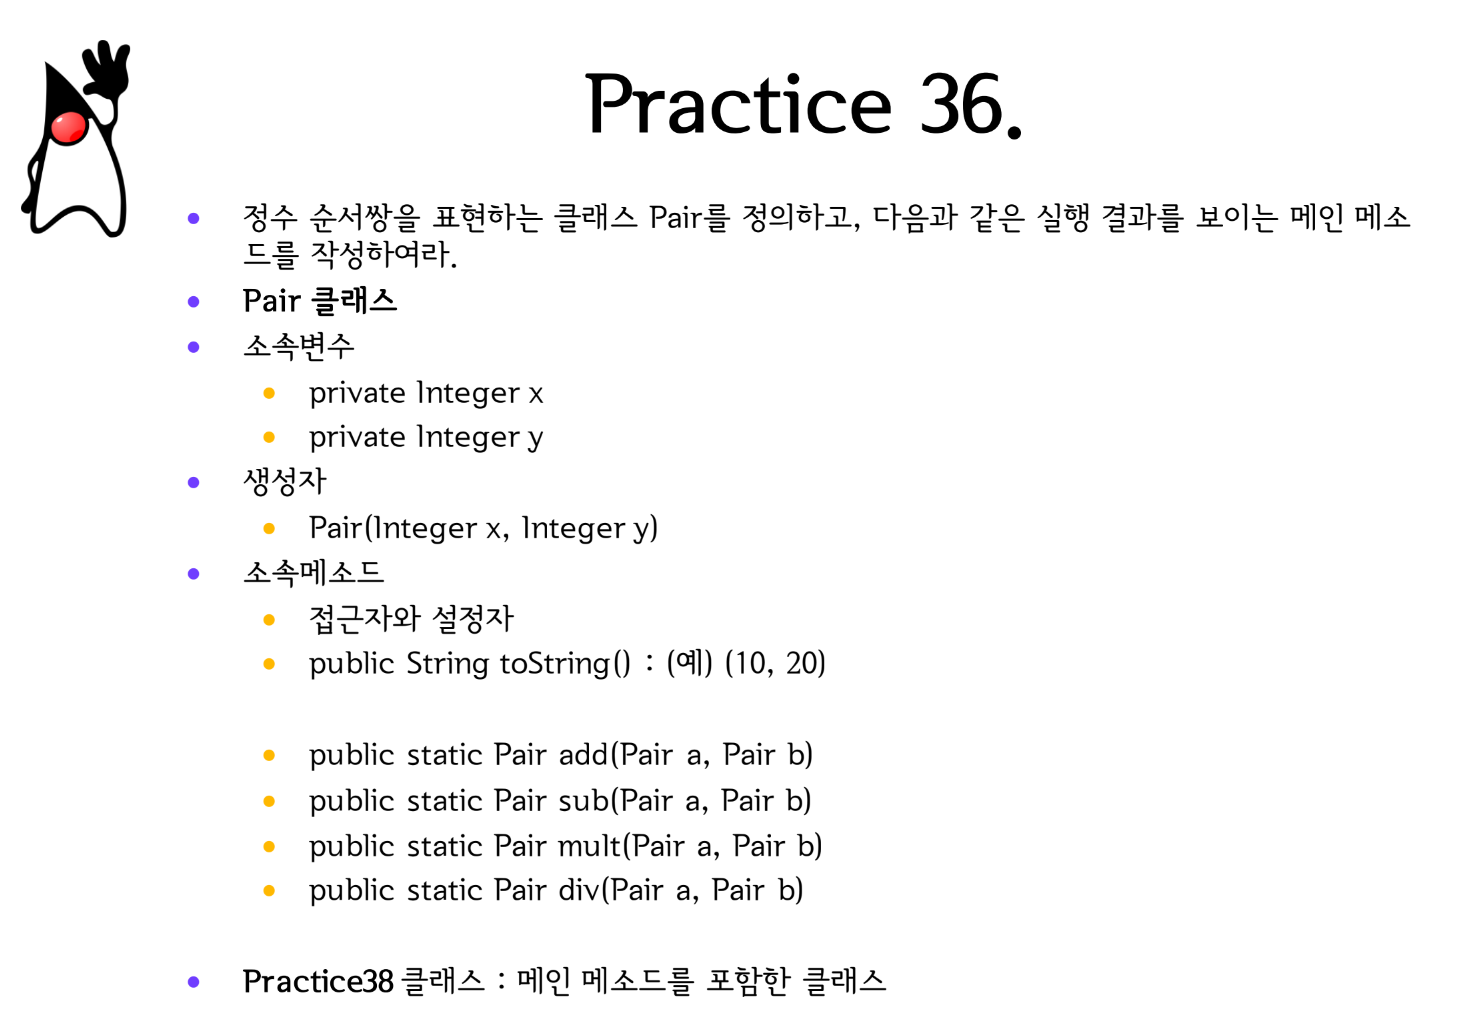 Practice 36.
정수 순서쌍을 표현하는 클래스 Pair를 정의하고, 다음과 같은 실행 결과를 보이는 메인 메소
드를 작성하여라.
Pair 클래스
소속변수
private Integer x
private Integer y
생성자
Pair(Integer x, Integer y)
소속메소드
접근자와 설정자
public String toString() : (예) (10, 20)
public static Pair add(Pair a, Pair b)
public static Pair sub(Pair a, Pair b)
public static Pair mult(Pair a, Pair b)
public static Pair div(Pair a, Pair b)
Practice38 클래스 : 메인 메소드를 포함한 클래스